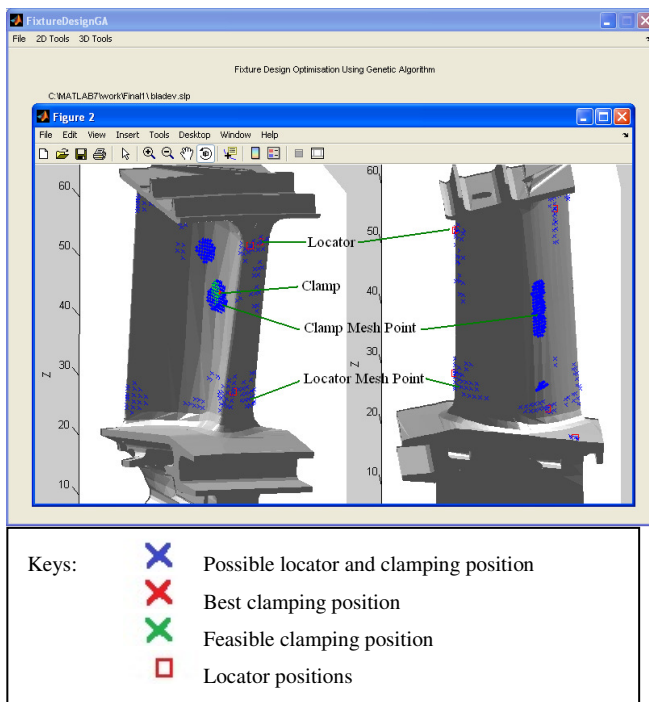 FixtureDesignGA
File 2D Tools 3D Tools
Fixture Design Optimisation Using Genetic Algorithm
C:\MATLAB7\work\Final1\bladev.slp
Figure 2
File Edit View Insert Tools Desktop Window Help
60
50
40
30
20
10
Z
60
50
40
30
20
10
Z
Locator
Clamp
Clamp Mesh Point
Locator Mesh Point
Keys:
Possible locator and clamping position
Best clamping position
Feasible clamping position
Locator positions